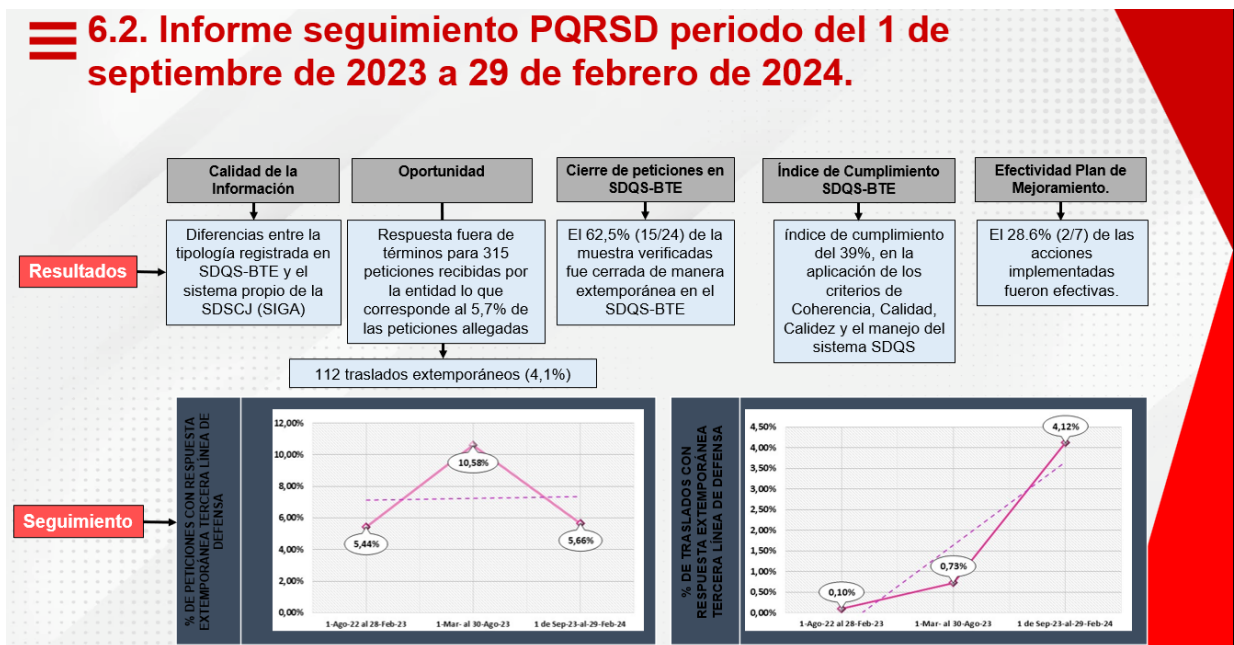 6.2. Informe seguimiento PQRSD periodo del 1 de
septiembre de 2023 a 29 de febrero de 2024.
Resultados
Calidad de la
Información
Diferencias entre la
tipología registrada en
SDQS-BTE y el
sistema propio de la
SDSCJ (SIGA)
Oportunidad
Respuesta fuera de
términos para 315
peticiones recibidas por
la entidad lo que
corresponde al 5,7% de
las peticiones allegadas
112 traslados extemporáneos (4,1%)
Cierre de peticiones en
SDQS-BTE
El 62,5% (15/24) de la
muestra verificadas
fue cerrada de manera
extemporánea en el
SDQS-BTE
Índice de Cumplimiento
SDQS-BTE
índice de cumplimiento
del 39%, en la
aplicación de los
criterios de
Coherencia, Calidad,
Calidez y el manejo del
sistema SDQS
Efectividad Plan de
Mejoramiento.
El 28.6% (2/7) de las
acciones
implementadas
fueron efectivas.
Seguimiento
% DE PETICIONES CON RESPUESTA
EXTEMPORÁNEA TERCERA LÍNEA DE
DEFENSA
12,00%
10,00%
8,00%
6,00%
4,00%
2,00%
0,00%
5,44%
10,58%
5,66%
1-Ago-22 al 28-Feb-23
1-Mar- al 30-Ago-23
1 de Sep-23-al-29-Feb-24
% DE TRASLADOS CON
RESPUESTA EXTEMPORÁNEA
TERCERA LÍNEA DE DEFENSA
4,50%
4,00%
3,50%
3,00%
2,50%
2,00%
1,50%
1,00%
0,50%
0,00%
0,10%
0,73%
4,12%
1-Ago-22 al 28-Feb-23
1-Mar- al 30-Ago-23
1 de Sep-23-al-29-Feb-24